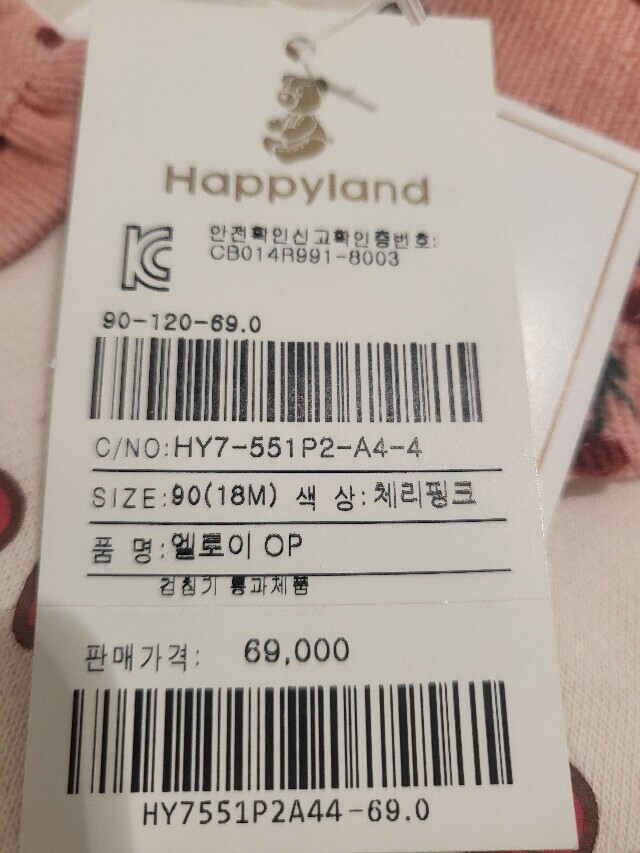 Happyland
안전확인신고확인증번호:
CB014R991-8003
90-120-69.0
C/NO:HY7-551P2-A4-4
SIZE:90(18M) 색 상:체리핑크
품 명:엘로이 OP
검침기 통과제품
판매가격: 69,000
HY7551P2A44-69.0